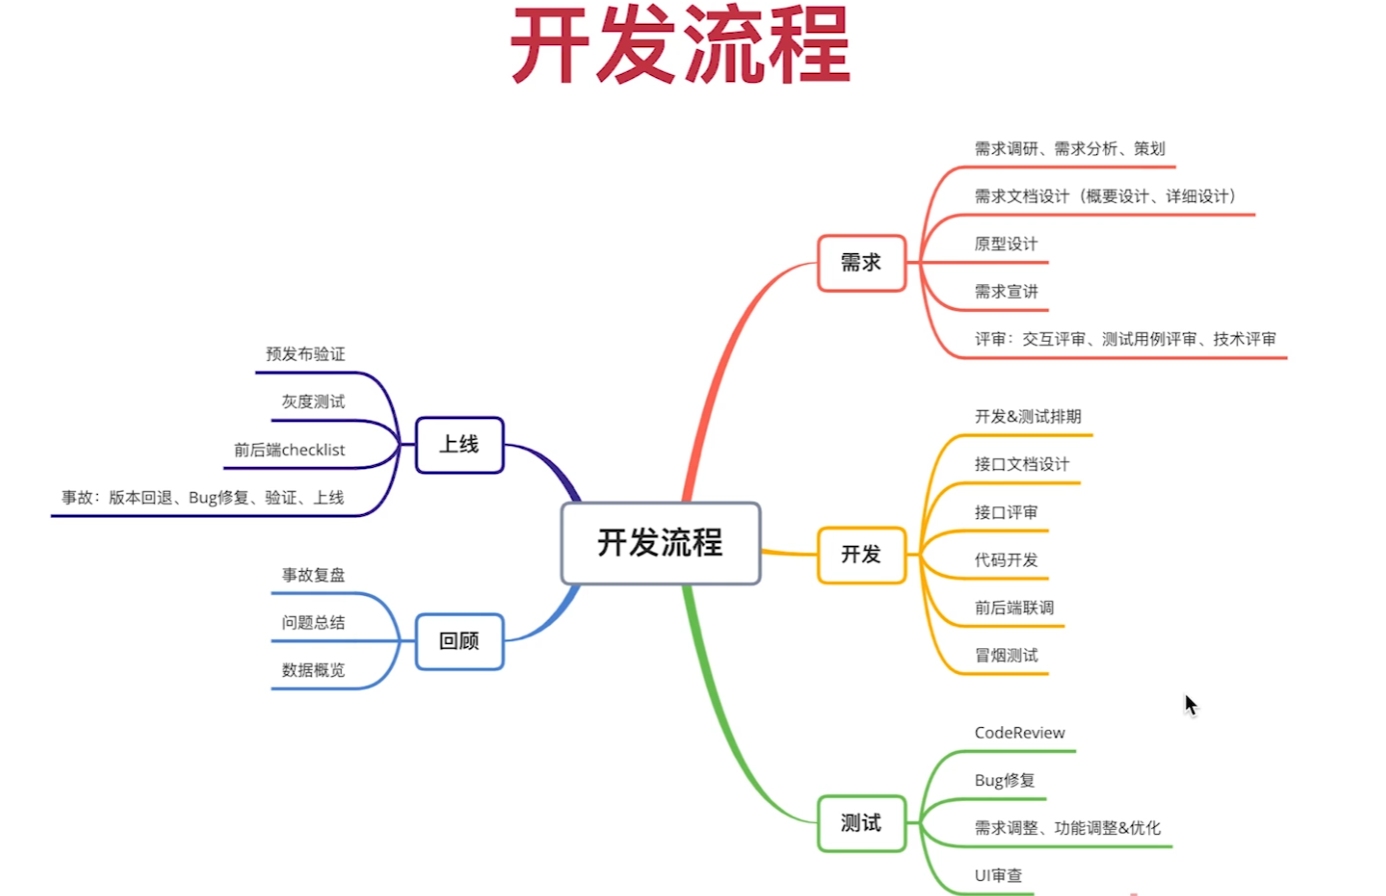 开发流程
需求调研、需求分析、策划
需求文档设计（概要设计、详细设计）
原型设计
需求宣讲
评审：交互评审、测试用例评审、技术评审
需求
开发&测试排期
接口文档设计
接口评审
代码开发
前后端联调
冒烟测试
开发
CodeReview
Bug修复
需求调整、功能调整&优化
UI审查
测试
开发流程
预发布验证
灰度测试
前后端checklist
事故：版本回退、Bug修复、验证、上线
上线
事故复盘
问题总结
数据概览
回顾